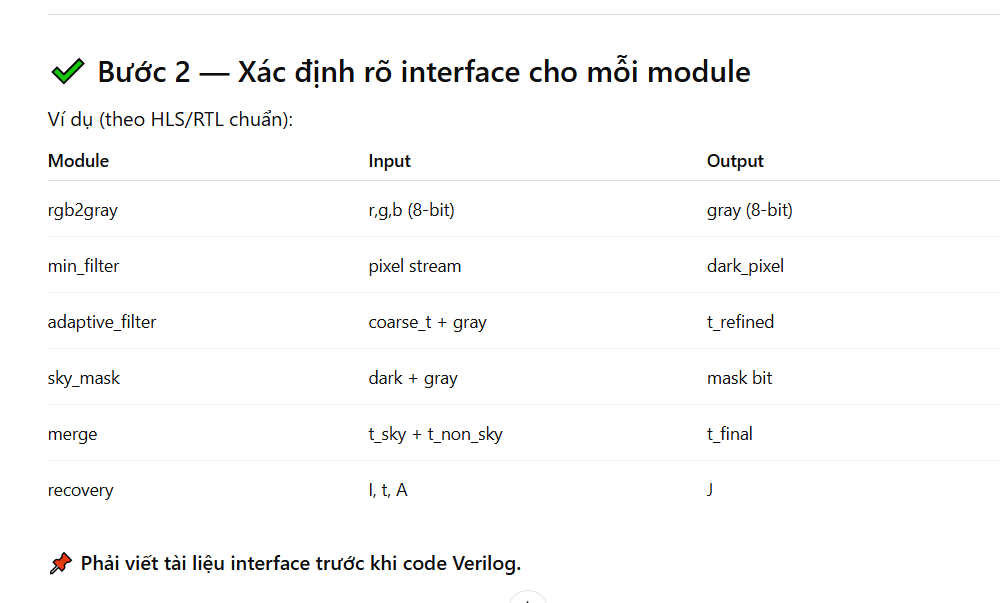 ✔ Bước 2 — Xác định rõ interface cho mỗi module
Ví dụ (theo HLS/RTL chuẩn):
Module Input Output
rgb2gray r,g,b (8-bit) gray (8-bit)
min_filter pixel stream dark_pixel
adaptive_filter coarse_t + gray t_refined
sky_mask dark + gray mask bit
merge t_sky + t_non_sky t_final
recovery I, t, A J
📌 Phải viết tài liệu interface trước khi code Verilog.